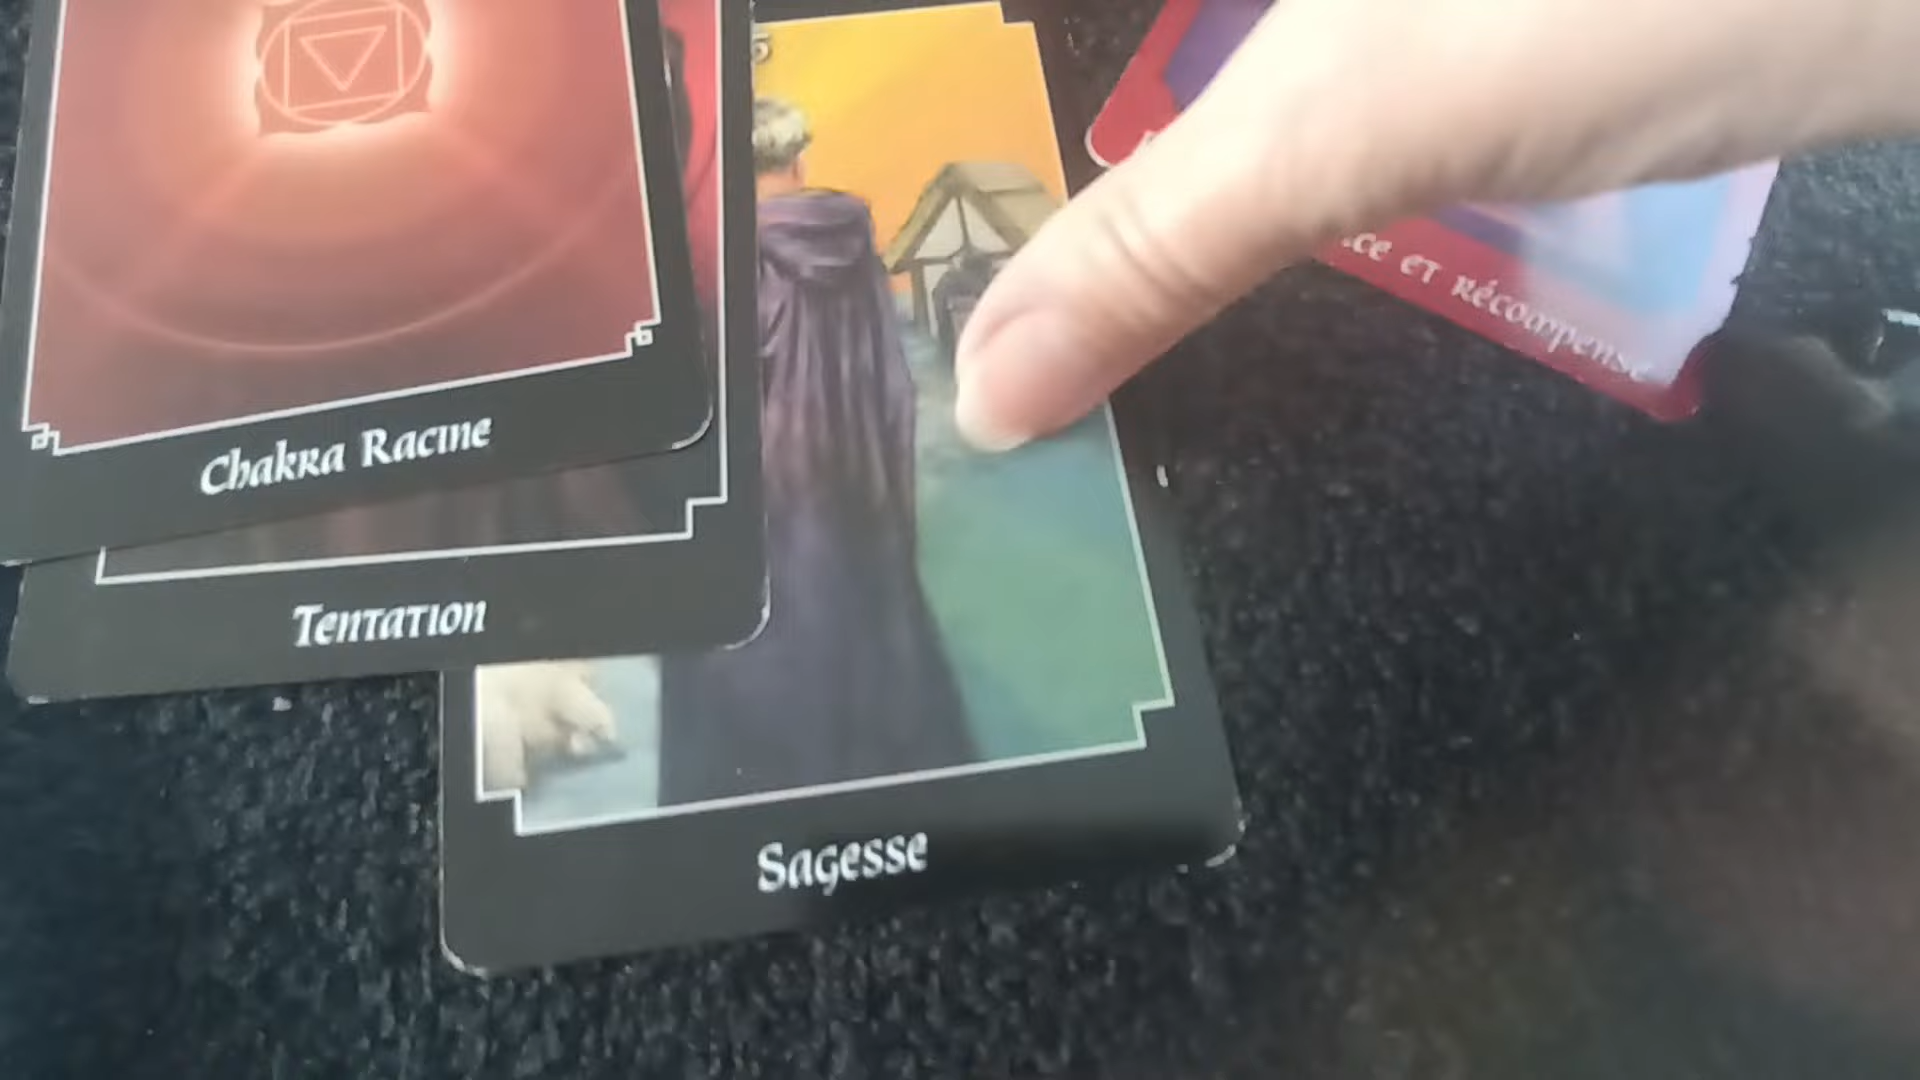 Chakra Racine
Tentation
Sagesse
et récompense